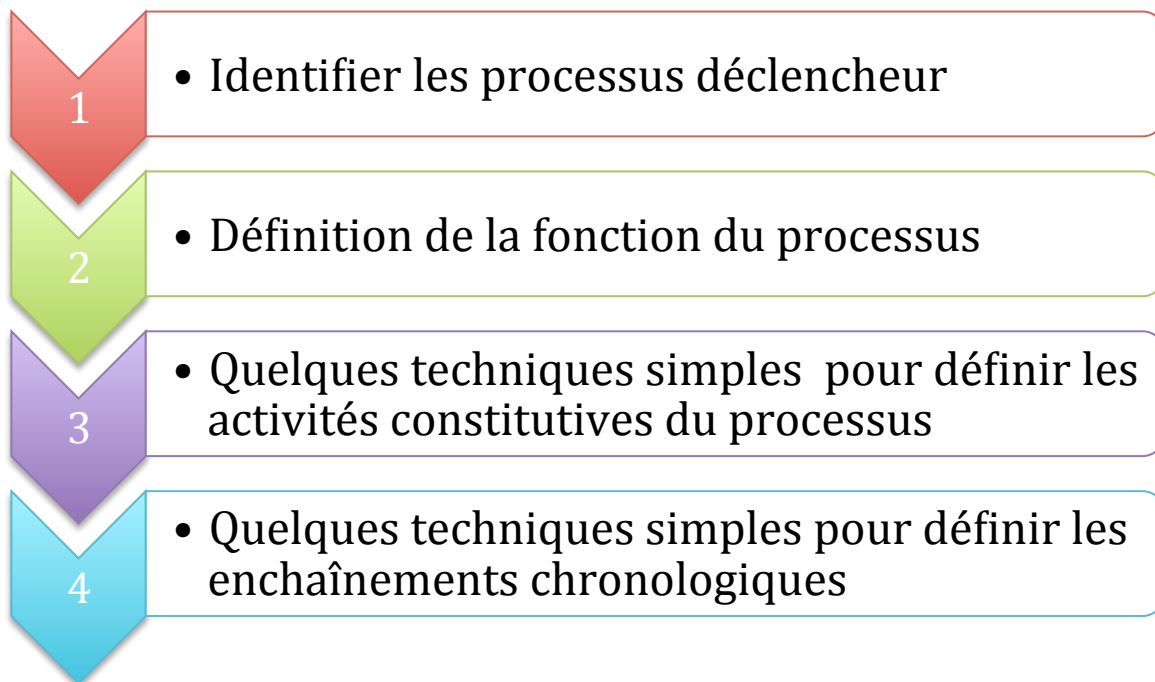 1
• Identifier les processus déclencheur
2
• Définition de la fonction du processus
3
• Quelques techniques simples  pour définir les
activités constitutives du processus
4
• Quelques techniques simples pour définir les
enchaînements chronologiques